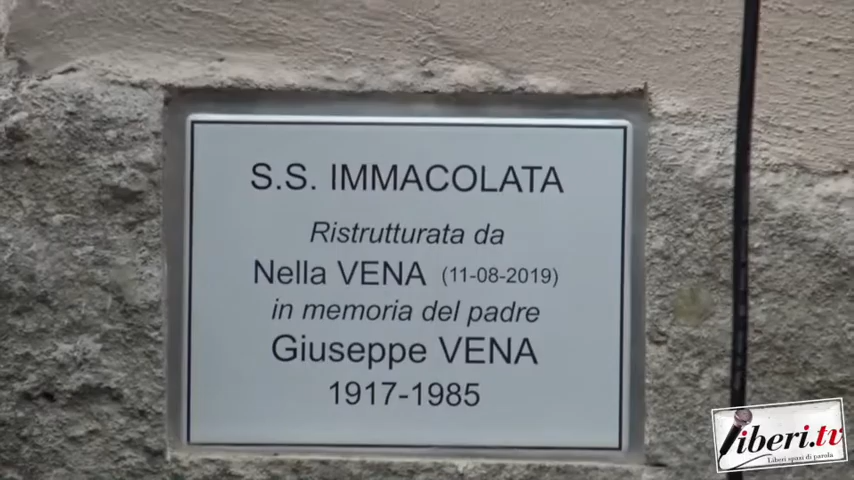 S.S. IMMACOLATA
Ristrutturata da
Nella VENA (11-08-2019)
in memoria del padre
Giuseppe VENA
1917-1985
liberi.tv
Liberi spazi di parola